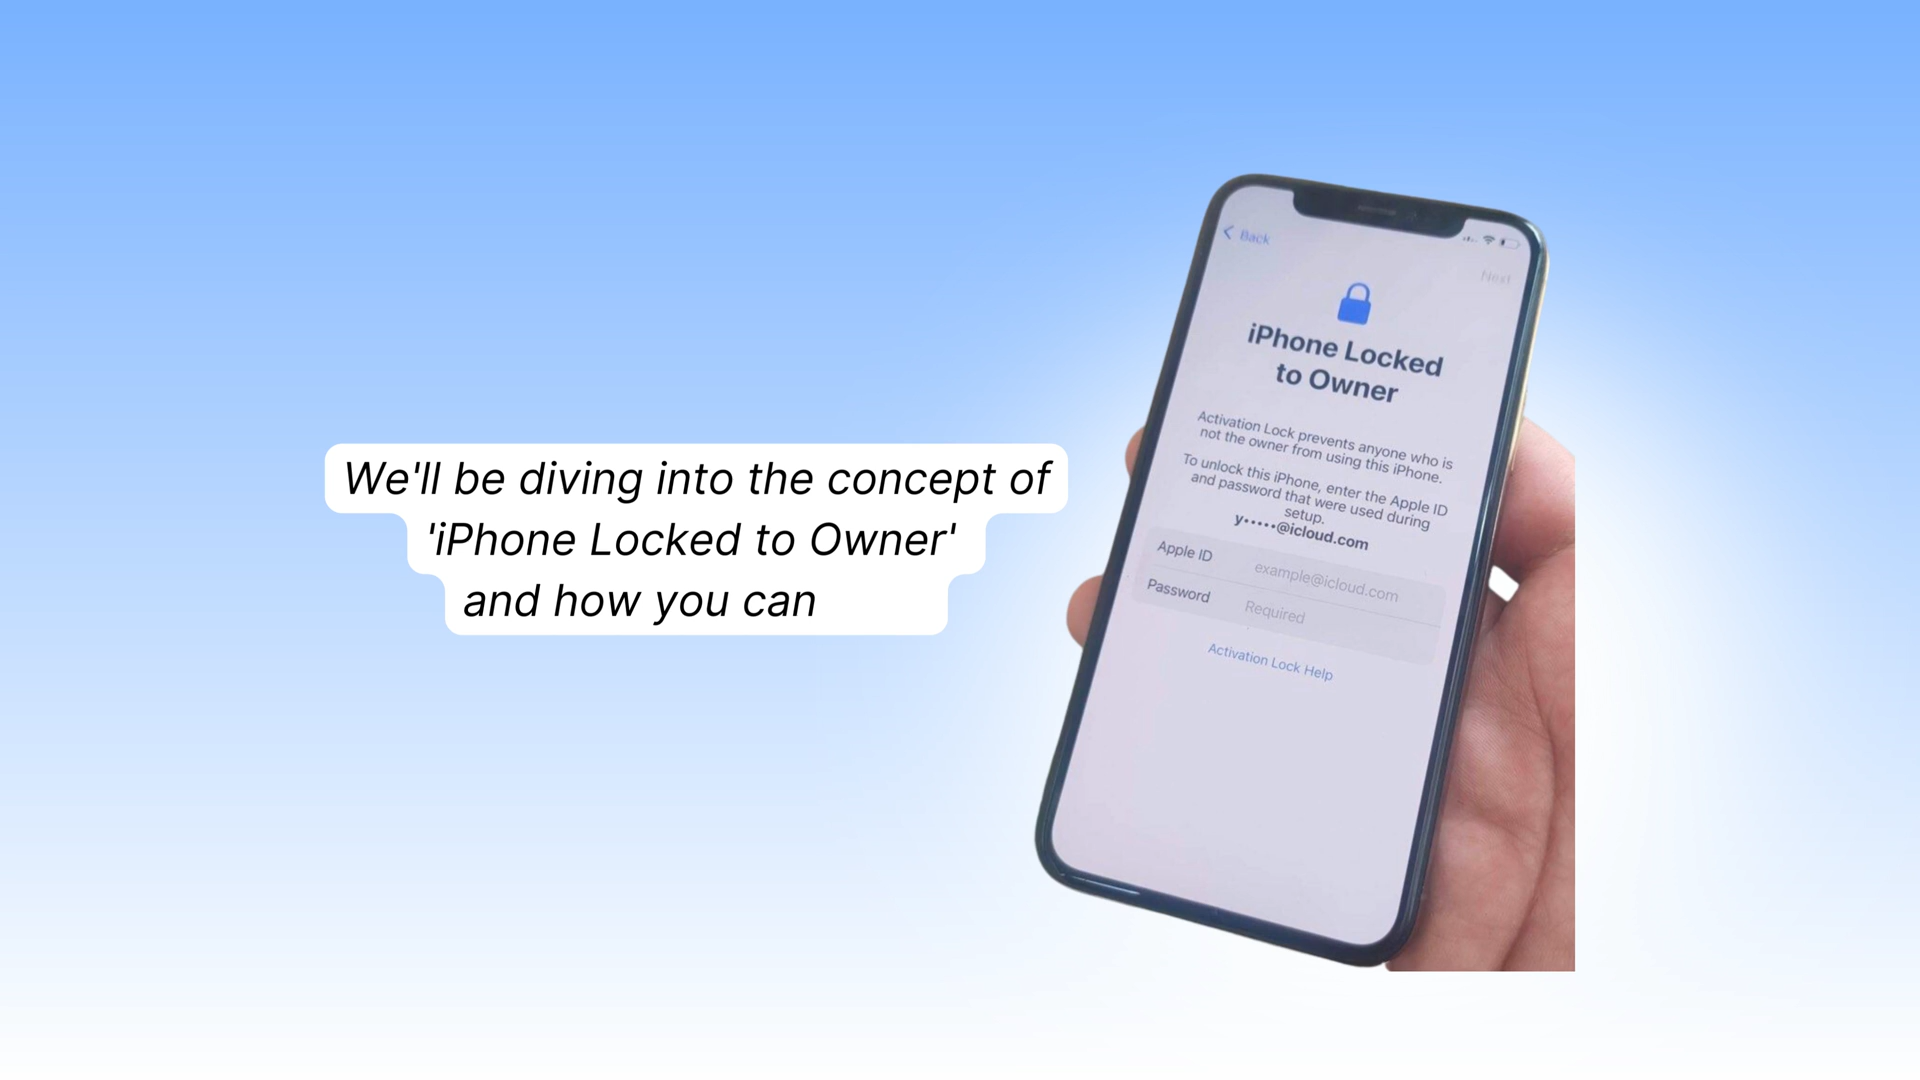 We'll be diving into the concept of
'iPhone Locked to Owner'
and how you can
Back
Next
iPhone Locked
to Owner
Activation Lock prevents anyone who is
not the owner from using this iPhone.
To unlock this iPhone, enter the Apple ID
and password that were used during
setup.
y•••••@icloud.com
Apple ID example@icloud.com
Password Required
Activation Lock Help